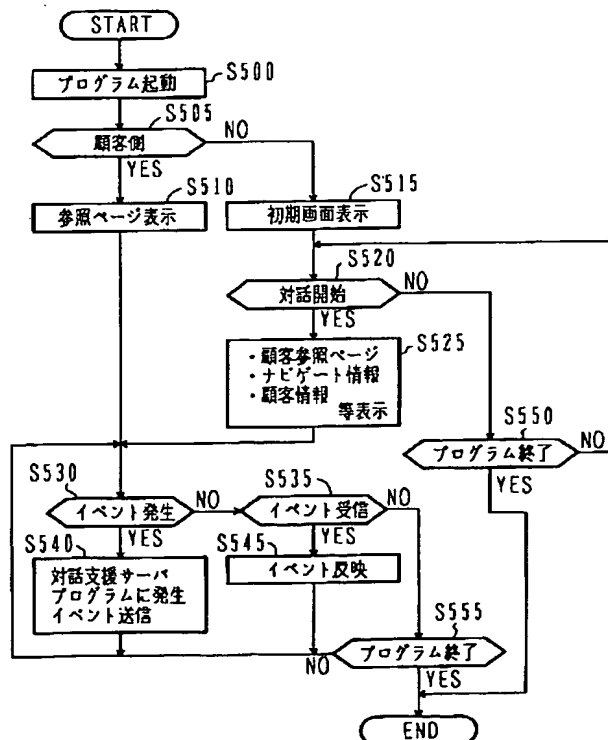 START
プログラム起動
S500
S505
顧客側
NO
YES
S510
参照ページ表示
S515
初期画面表示
S520
対話開始
NO
YES
S525
・顧客参照ページ
・ナビゲート情報
・顧客情報
等表示
S550
プログラム終了
NO
YES
S530
イベント発生
NO
YES
S535
イベント受信
NO
YES
S540
対話支援サーバ
プログラムに発生
イベント送信
S545
イベント反映
S555
プログラム終了
NO
YES
END